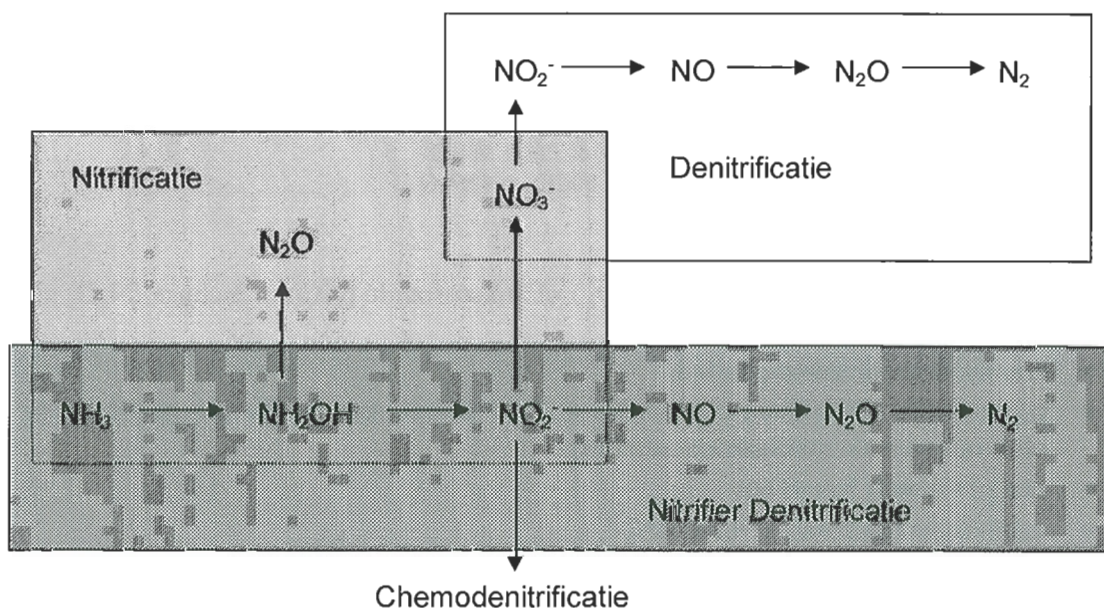 NO₂⁻ → NO → N₂O → N₂
Nitrificatie
Denitrificatie
NO₃⁻
N₂O
NH₃ → NH₂OH → NO₂⁻ → NO → N₂O → N₂
Nitrifier Denitrificatie
Chemodenitrificatie